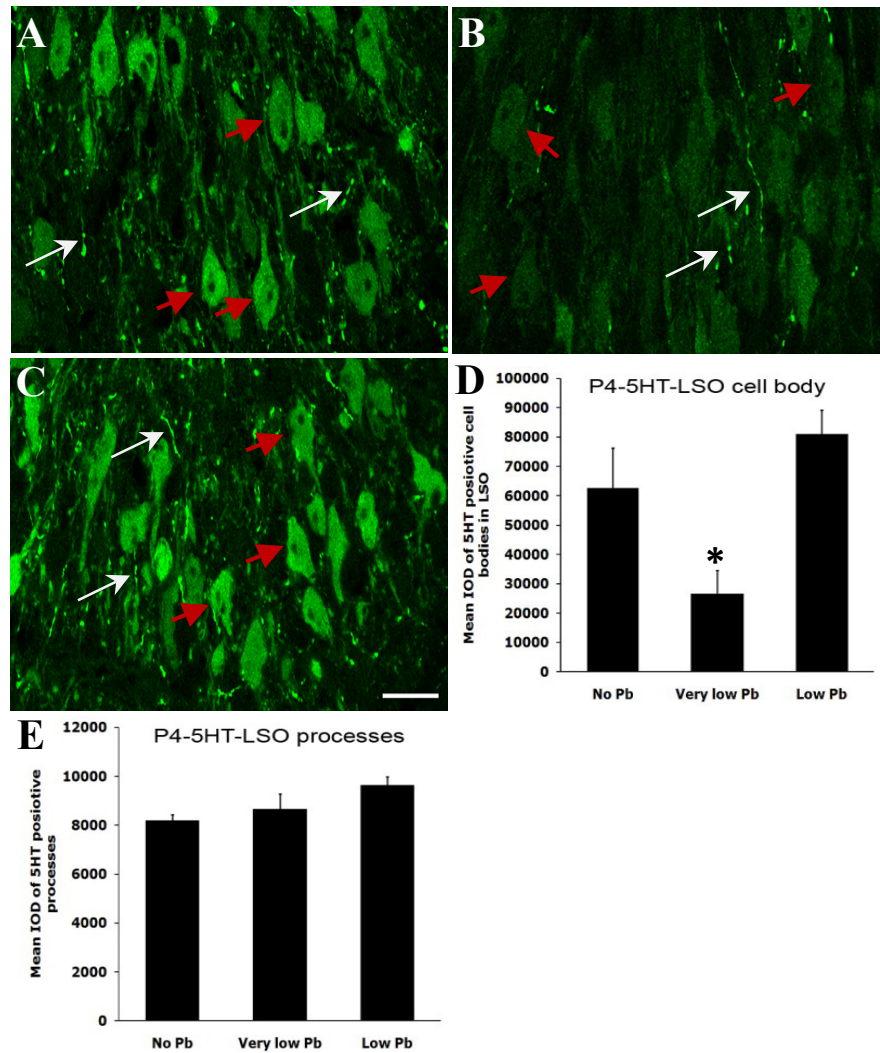 A
B
C
D
P4-5HT-LSO cell body
100000
90000
80000
70000
60000
50000
40000
30000
20000
10000
0
Mean IOD of 5HT posiotive cell
bodies in LSO
*
No Pb
Very low Pb
Low Pb
E
P4-5HT-LSO processes
12000
10000
8000
6000
4000
2000
0
Mean IOD of 5HT posiotive
processes
No Pb
Very low Pb
Low Pb